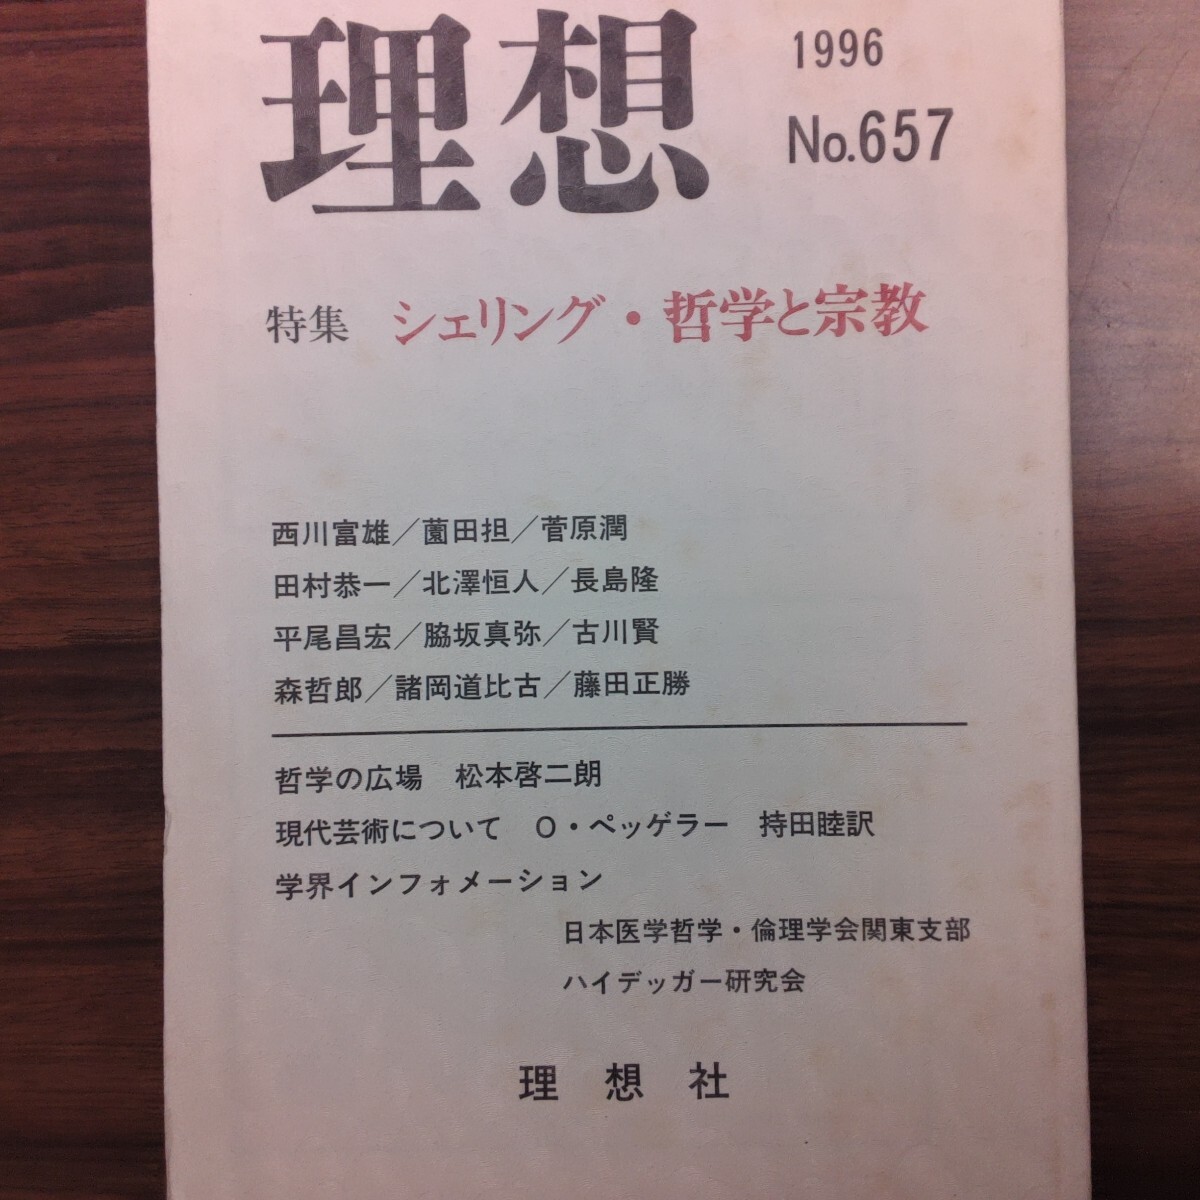 理想
1996
No.657
特集 シェリング・哲学と宗教
西川富雄／薗田担／菅原潤
田村恭一／北澤恒人／長島隆
平尾昌宏／脇坂真弥／古川賢
森哲郎／諸岡道比古／藤田正勝
哲学の広場 松本啓二朗
現代芸術について O・ペッゲラー 持田睦訳
学界インフォメーション
日本医学哲学・倫理学会関東支部
ハイデッガー研究会
理想社